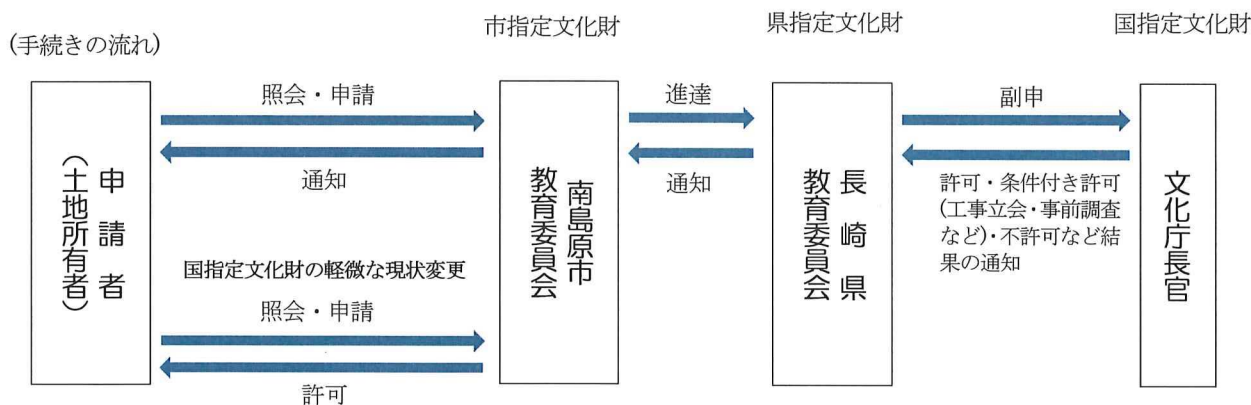 市指定文化財
県指定文化財
国指定文化財
(手続きの流れ)
申請者
(土地所有者)
照会・申請
通知
国指定文化財の軽微な現状変更
照会・申請
許可
南島原市
教育委員会
進達
通知
長崎県
教育委員会
副申
許可・条件付き許可
(工事立会・事前調査
など)・不許可など結
果の通知
文化庁長官